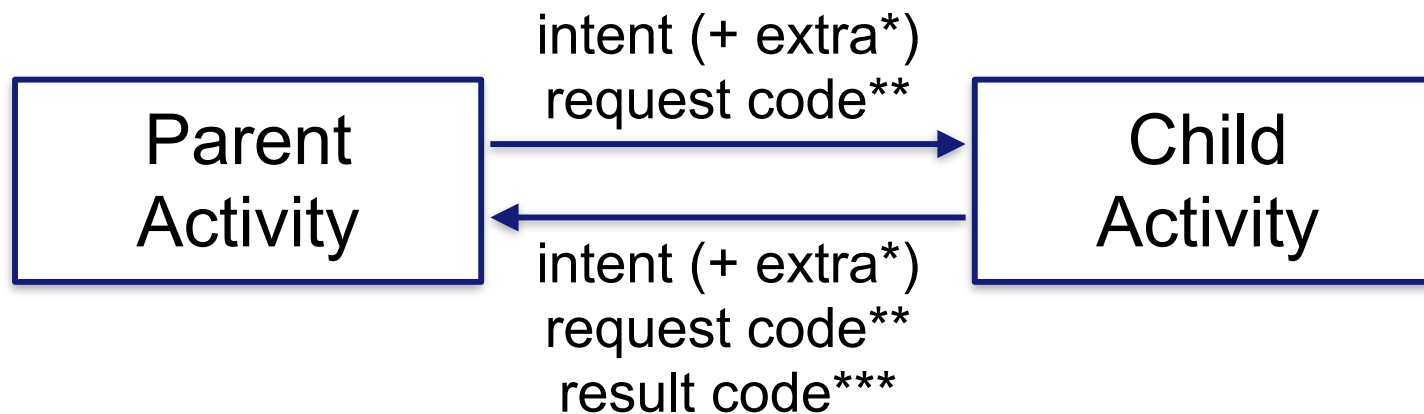 intent (+ extra*)
request code**
Parent
Activity
Child
Activity
intent (+ extra*)
request code**
result code***